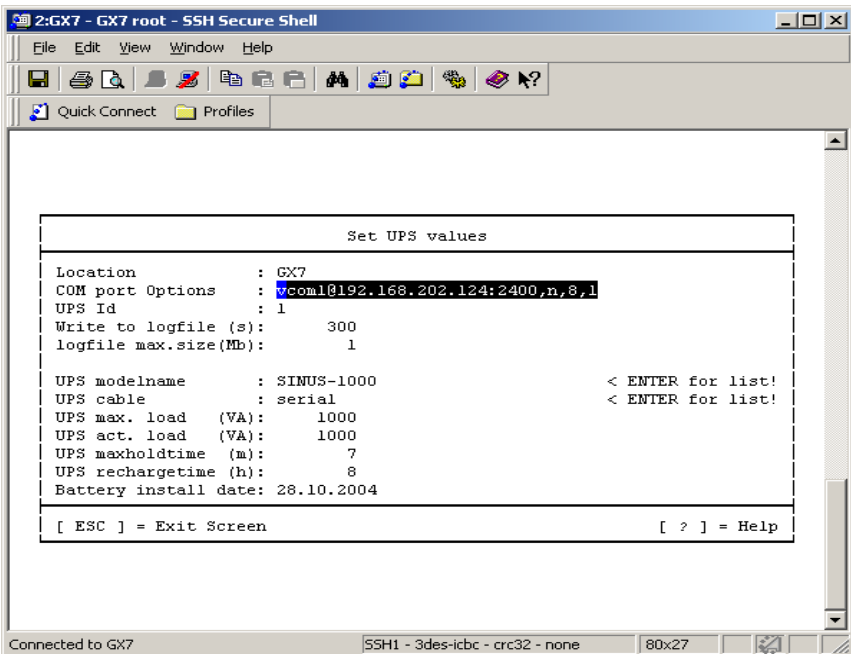 2:GX7 - GX7 root - SSH Secure Shell
File Edit View Window Help
Quick Connect Profiles
Set UPS values
Location : GX7
COM port Options : vcom1@192.168.202.124:2400,n,8,1
UPS Id : 1
Write to logfile (s): 300
logfile max.size(Mb): 1
UPS modelname : SINUS-1000 < ENTER for list!
UPS cable : serial < ENTER for list!
UPS max. load (VA): 1000
UPS act. load (VA): 1000
UPS maxholdtime (m): 7
UPS rechargetime (h): 8
Battery install date: 28.10.2004
[ ESC ] = Exit Screen [ ? ] = Help
Connected to GX7 SSH1 - 3des-icbc - crc32 - none 80x27